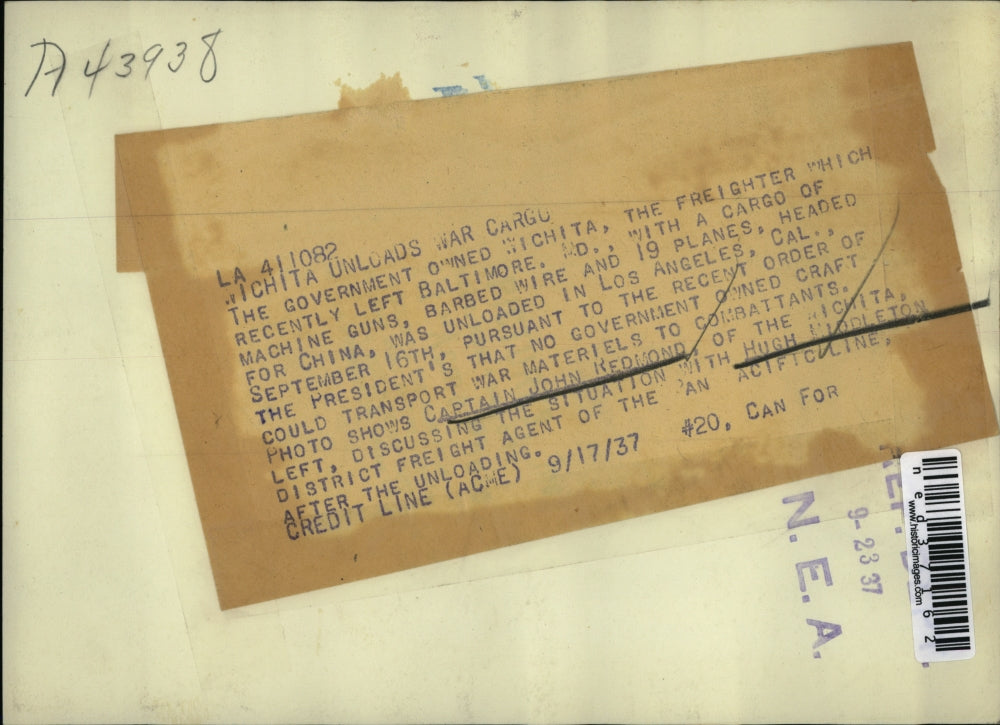 A43938
LA 411082
WICHITA UNLOADS WAR CARGO
THE GOVERNMENT OWNED WICHITA, THE FREIGHTER WHICH
RECENTLY LEFT BALTIMORE, MD., WITH A CARGO OF
MACHINE GUNS, BARBED WIRE AND 19 PLANES, HEADED
FOR CHINA, WAS UNLOADED IN LOS ANGELES, CAL.,
SEPTEMBER 16TH, PURSUANT TO THE RECENT ORDER OF
THE PRESIDENT'S THAT NO GOVERNMENT OWNED CRAFT
COULD TRANSPORT WAR MATERIELS TO COMBATTANTS.
PHOTO SHOWS CAPTAIN JOHN REDMOND, OF THE WICHITA,
LEFT, DISCUSSING THE SITUATION WITH HUGH MIDDLETON,
DISTRICT FREIGHT AGENT OF THE PAN ACIFTC LINE,
AFTER THE UNLOADING.
CREDIT LINE (ACME) 9/17/37 #20, CAN FOR
9-23 37
N. E. A.
ned37162
www.historicimages.com